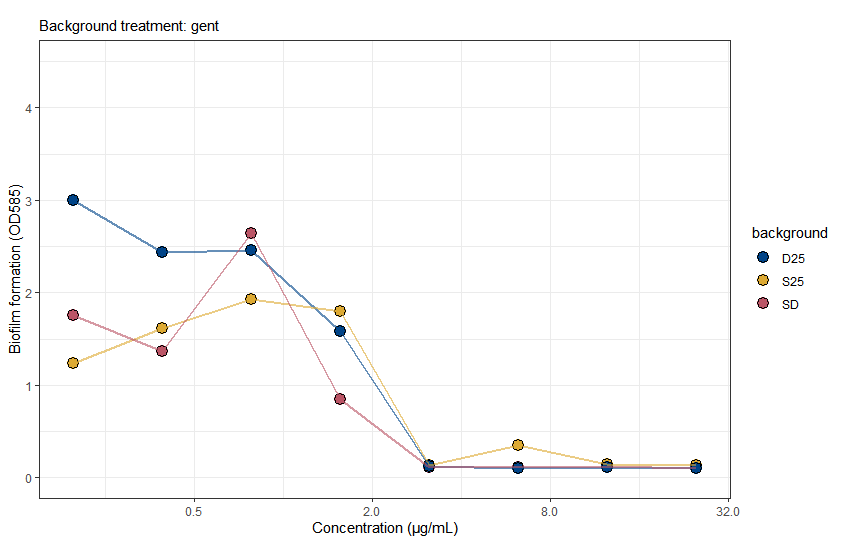 Background treatment: gent
4
3
2
1
0
Biofilm formation (OD585)
0.5
2.0
8.0
32.0
Concentration (µg/mL)
background
D25
S25
SD